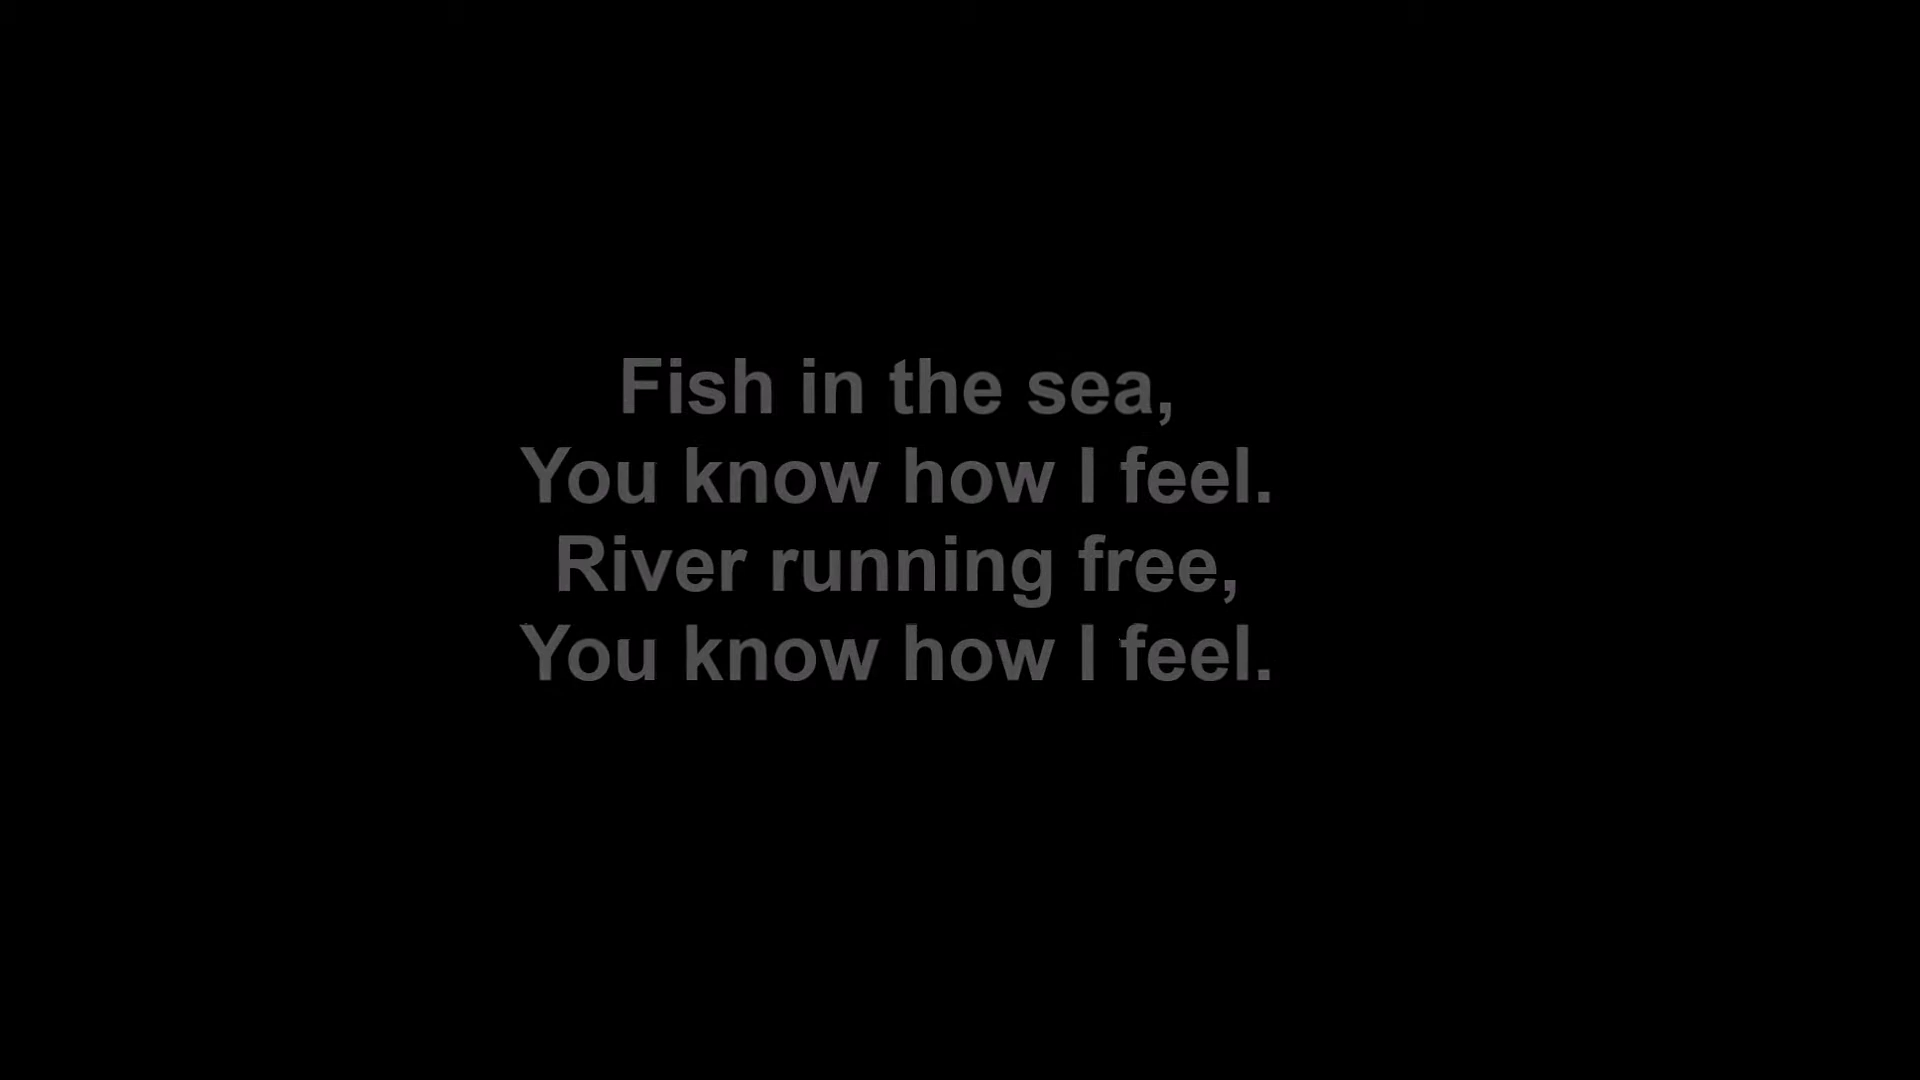 Fish in the sea,
You know how I feel.
River running free,
You know how I feel.